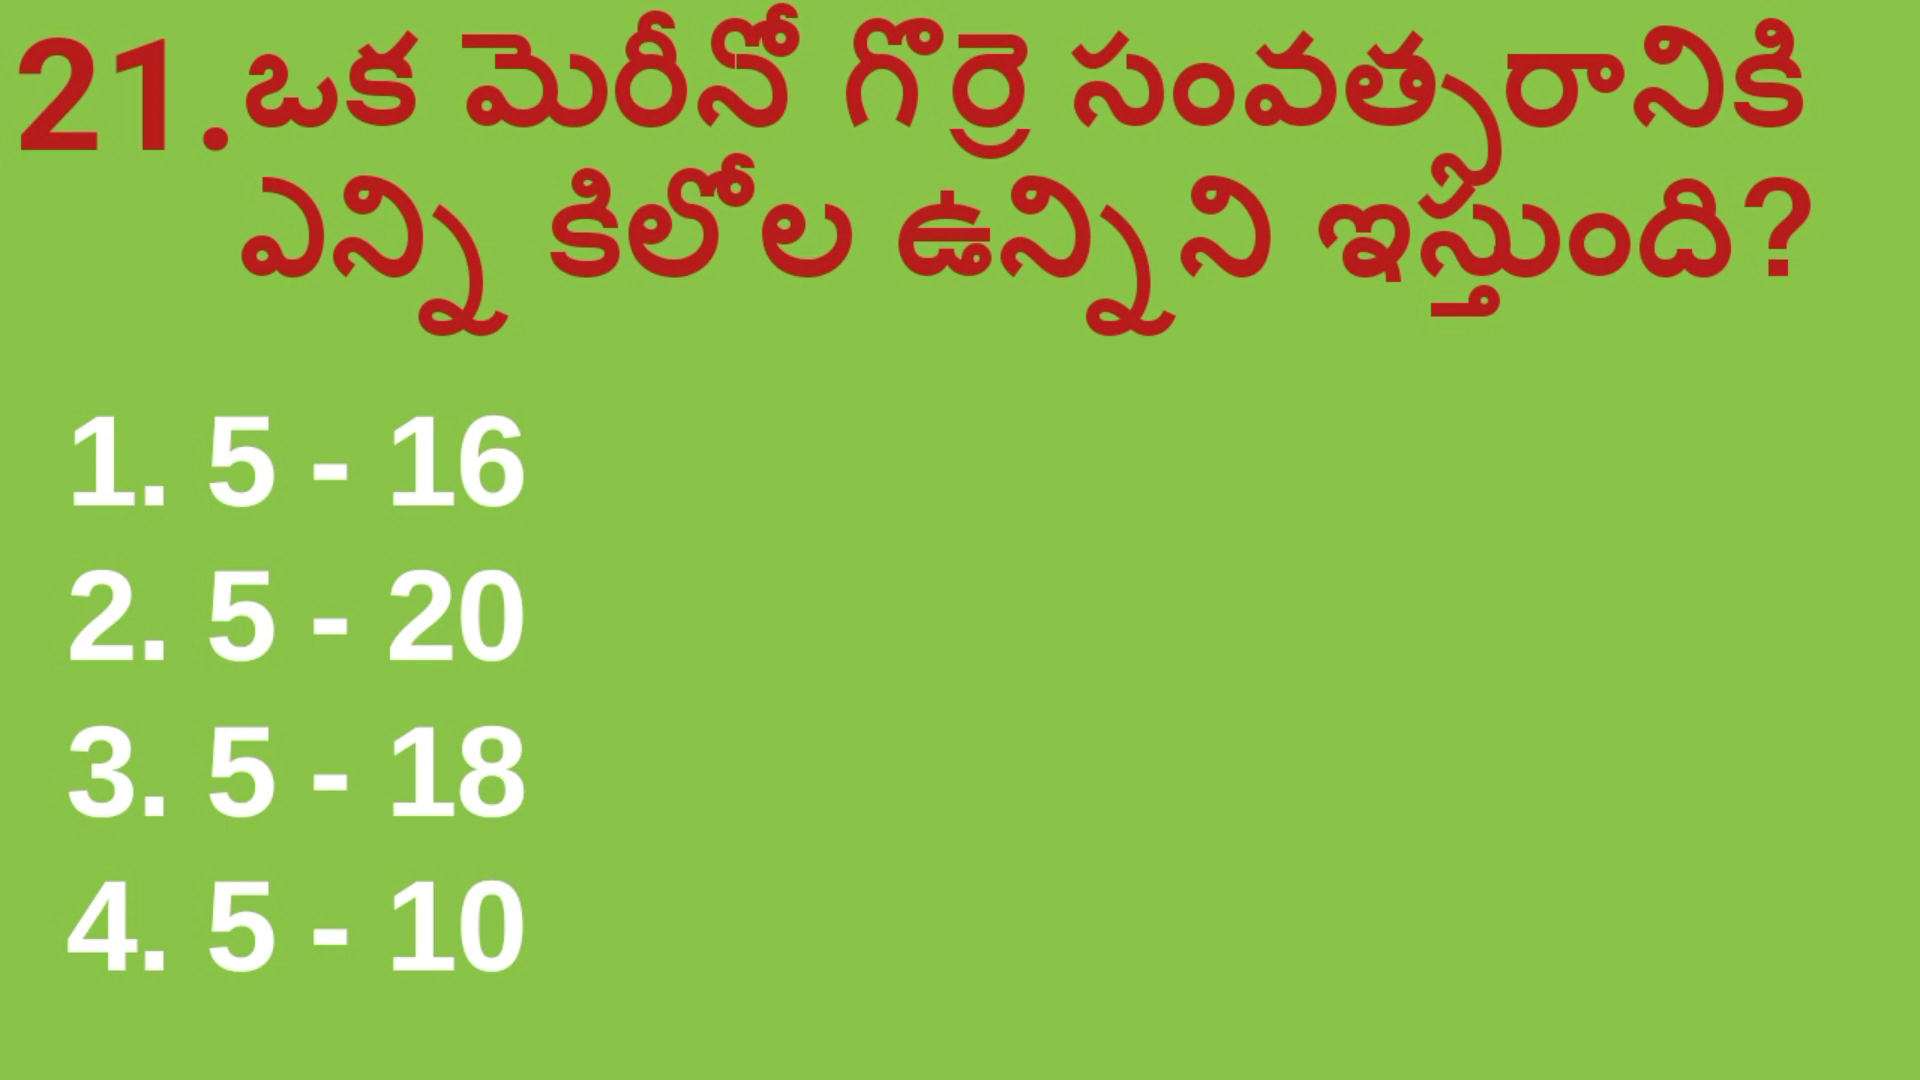 21.ఒక మెరీనో గొర్రె సంవత్సరానికి
ఎన్ని కిలోల ఉన్నిని ఇస్తుంది?
1. 5 - 16
2. 5 - 20
3. 5 - 18
4. 5 - 10